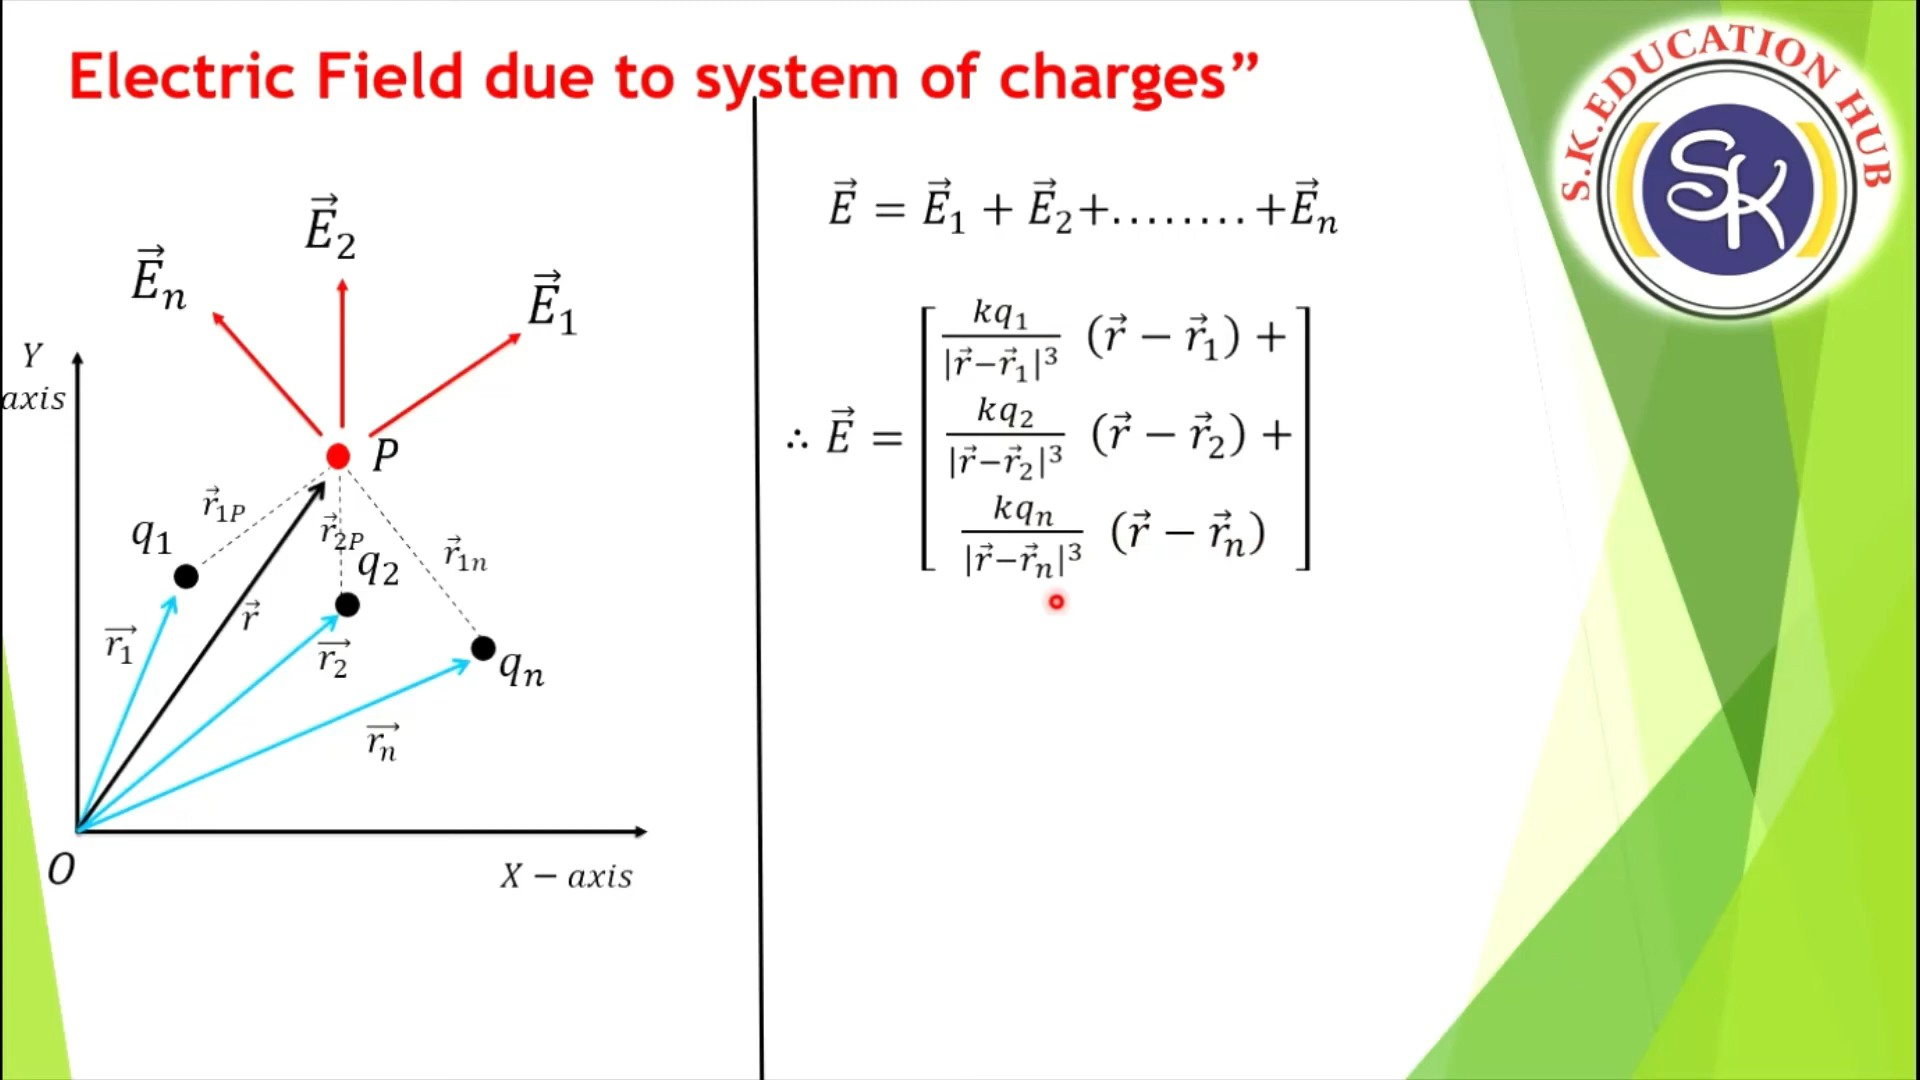 Electric Field due to system of charges”
S.K.EDUCATION HUB
SK
E⃗₂
E⃗ₙ
E⃗₁
Y
axis
P
r⃗₁P
q₁
r⃗₂P
q₂
r⃗₁ₙ
r⃗
r⃗₁
r⃗₂
qₙ
r⃗ₙ
O
X − axis
E⃗ = E⃗₁ + E⃗₂+........+E⃗ₙ
∴ E⃗ = [ kq₁/|r⃗−r⃗₁|³ (r⃗ − r⃗₁) +
kq₂/|r⃗−r⃗₂|³ (r⃗ − r⃗₂) +
kqₙ/|r⃗−r⃗ₙ|³ (r⃗ − r⃗ₙ) ]